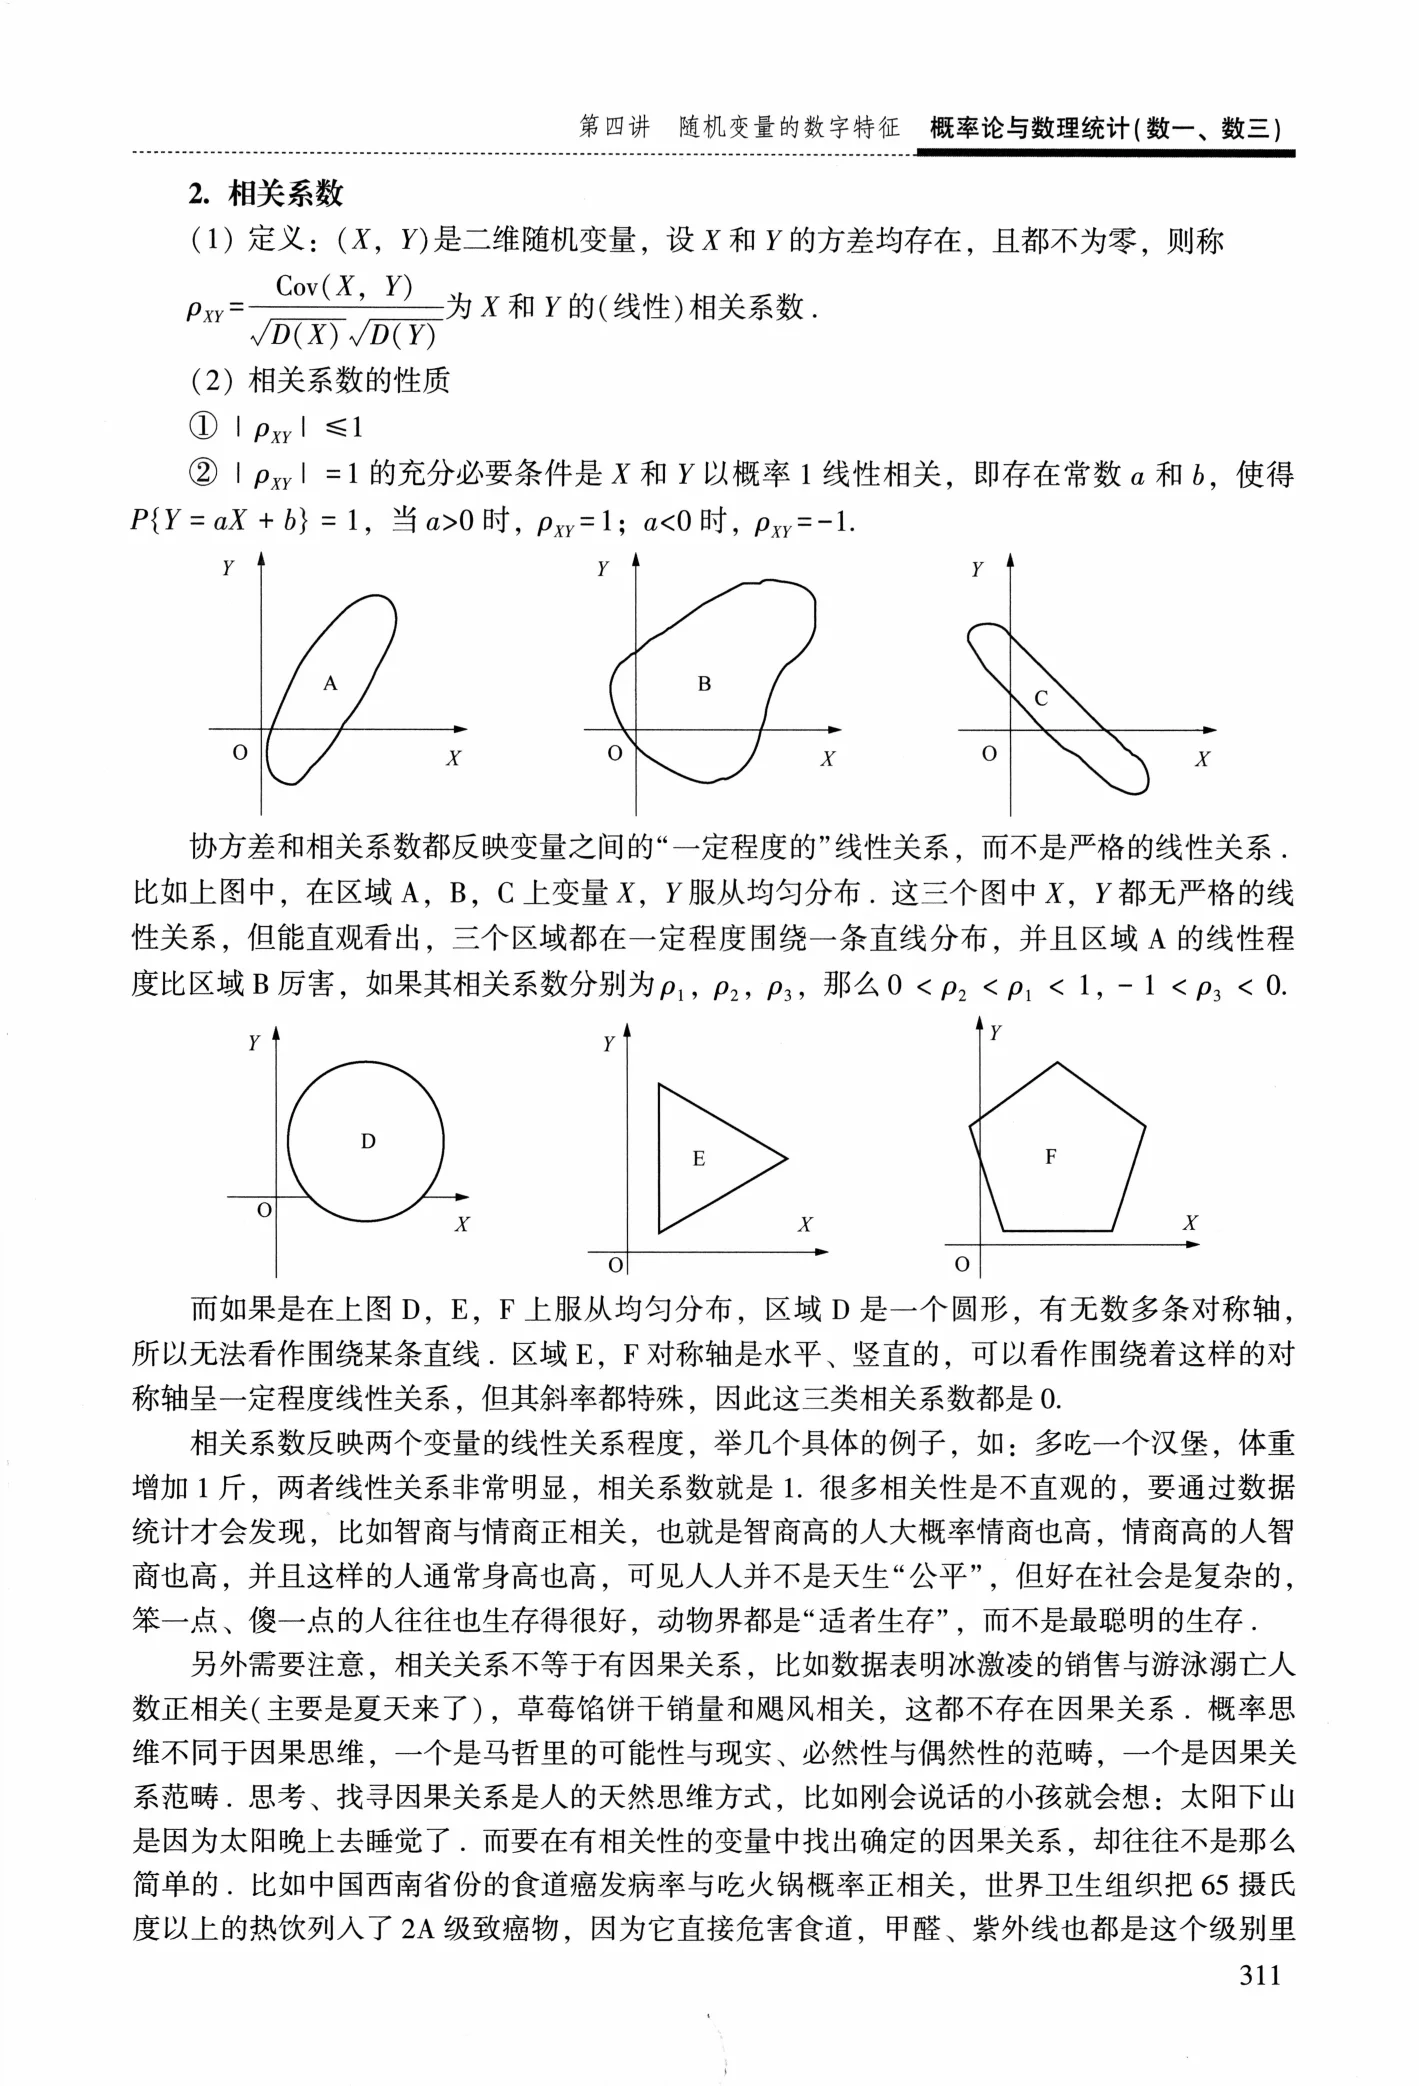 第四讲 随机变量的数字特征 概率论与数理统计(数一、数三)
2. 相关系数
(1) 定义：(X，Y)是二维随机变量，设 X 和 Y 的方差均存在，且都不为零，则称
ρ_XY = Cov(X，Y) / (√D(X) √D(Y)) 为 X 和 Y 的(线性)相关系数．
(2) 相关系数的性质
① |ρ_XY| ≤1
② |ρ_XY| =1 的充分必要条件是 X 和 Y 以概率 1 线性相关，即存在常数 a 和 b，使得
P{Y = aX + b} = 1，当 a>0 时，ρ_XY=1；a<0 时，ρ_XY=-1.
Y Y Y
A B C
O X O X O X
协方差和相关系数都反映变量之间的“一定程度的”线性关系，而不是严格的线性关系．
比如上图中，在区域 A，B，C 上变量 X，Y 服从均匀分布．这三个图中 X，Y 都无严格的线
性关系，但能直观看出，三个区域都在一定程度围绕一条直线分布，并且区域 A 的线性程
度比区域 B 厉害，如果其相关系数分别为ρ₁，ρ₂，ρ₃，那么 0 < ρ₂ < ρ₁ < 1, - 1 < ρ₃ < 0.
Y Y Y
D E F
O X O X O X
而如果是在上图 D，E，F 上服从均匀分布，区域 D 是一个圆形，有无数多条对称轴，
所以无法看作围绕某条直线．区域 E，F 对称轴是水平、竖直的，可以看作围绕着这样的对
称轴呈一定程度线性关系，但其斜率都特殊，因此这三类相关系数都是 0.
相关系数反映两个变量的线性关系程度，举几个具体的例子，如：多吃一个汉堡，体重
增加 1 斤，两者线性关系非常明显，相关系数就是 1. 很多相关性是不直观的，要通过数据
统计才会发现，比如智商与情商正相关，也就是智商高的人大概率情商也高，情商高的人智
商也高，并且这样的人通常身高也高，可见人人并不是天生“公平”，但好在社会是复杂的，
笨一点、傻一点的人往往也生存得很好，动物界都是“适者生存”，而不是最聪明的生存．
另外需要注意，相关关系不等于有因果关系，比如数据表明冰激凌的销售与游泳溺亡人
数正相关(主要是夏天来了)，草莓馅饼干销量和飓风相关，这都不存在因果关系．概率思
维不同于因果思维，一个是马哲里的可能性与现实、必然性与偶然性的范畴，一个是因果关
系范畴．思考、找寻因果关系是人的天然思维方式，比如刚会说话的小孩就会想：太阳下山
是因为太阳晚上去睡觉了．而要在有相关性的变量中找出确定的因果关系，却往往不是那么
简单的．比如中国西南省份的食道癌发病率与吃火锅概率正相关，世界卫生组织把 65 摄氏
度以上的热饮列入了 2A 级致癌物，因为它直接危害食道，甲醛、紫外线也都是这个级别里
311